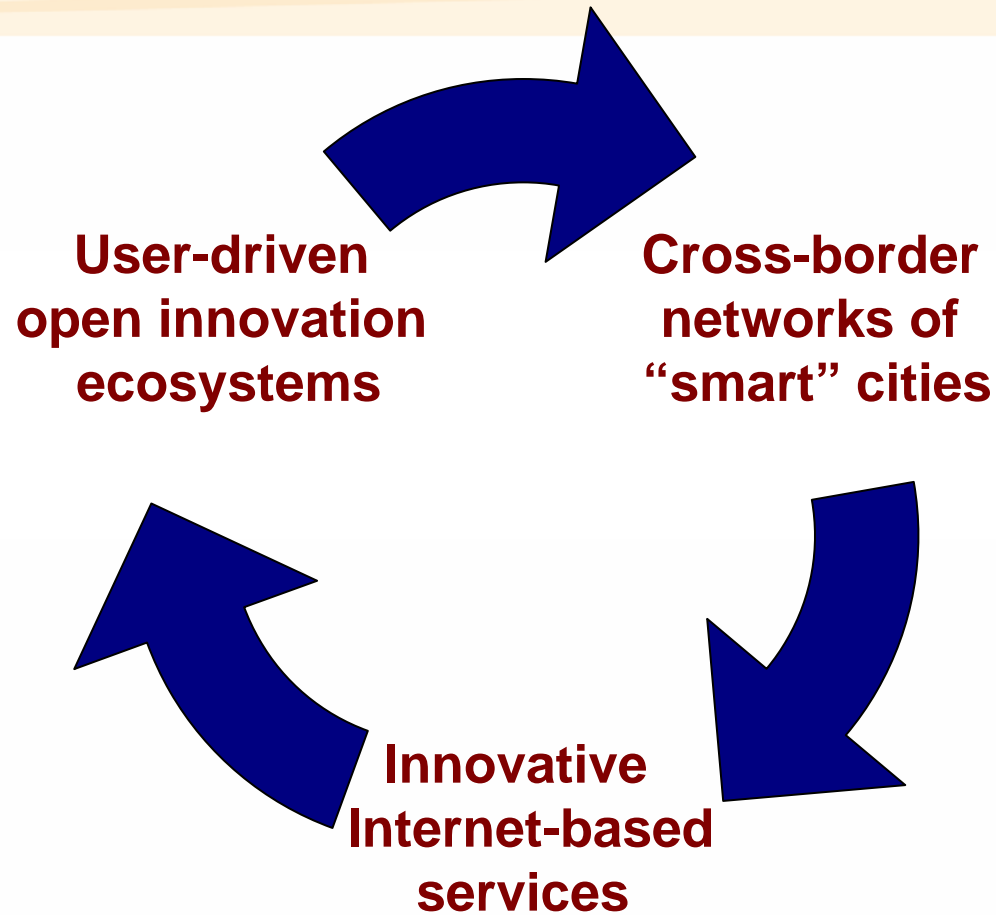 User-driven
open innovation
ecosystems
Cross-border
networks of
“smart” cities
Innovative
Internet-based
services